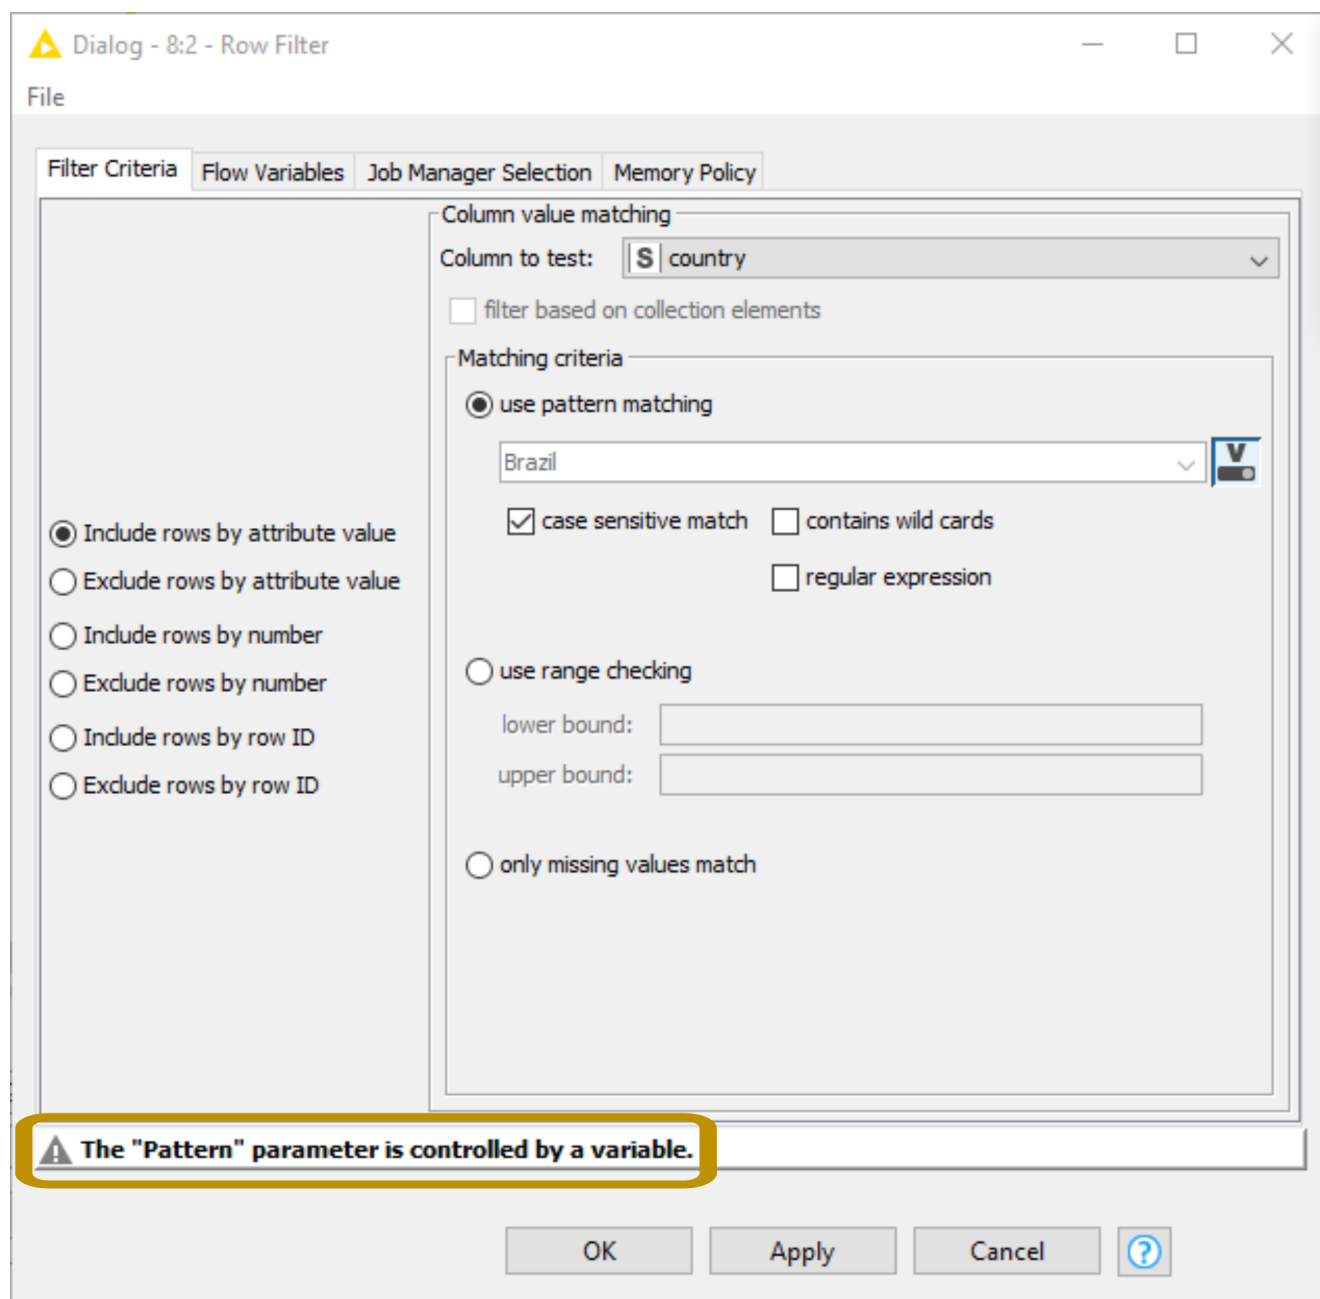 Dialog - 8:2 - Row Filter
File
Filter Criteria Flow Variables Job Manager Selection Memory Policy
Column value matching
Column to test: S country
filter based on collection elements
Matching criteria
use pattern matching
Brazil V
case sensitive match contains wild cards
regular expression
Include rows by attribute value
Exclude rows by attribute value
Include rows by number
Exclude rows by number
Include rows by row ID
Exclude rows by row ID
use range checking
lower bound:
upper bound:
only missing values match
The "Pattern" parameter is controlled by a variable.
OK Apply Cancel ?